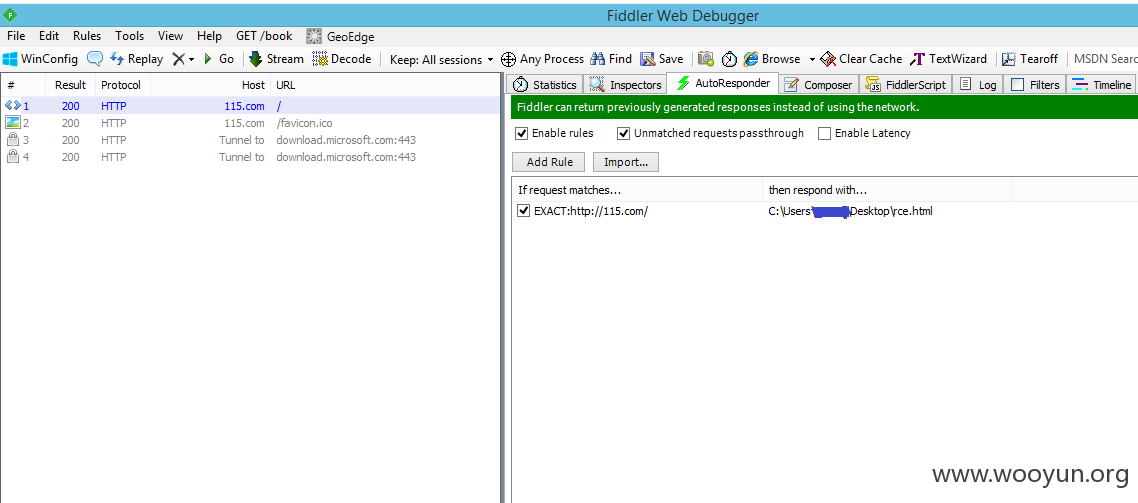 Fiddler Web Debugger
File Edit Rules Tools View Help GET /book GeoEdge
WinConfig Replay Go Stream Decode Keep: All sessions Any Process Find Save Browse Clear Cache TextWizard Tearoff MSDN Searc
# Result Protocol Host URL
1 200 HTTP 115.com /
2 200 HTTP 115.com /favicon.ico
3 200 HTTP Tunnel to download.microsoft.com:443
4 200 HTTP Tunnel to download.microsoft.com:443
Statistics Inspectors AutoResponder Composer FiddlerScript Log Filters Timeline
Fiddler can return previously generated responses instead of using the network.
Enable rules Unmatched requests passthrough Enable Latency
Add Rule Import...
If request matches... then respond with...
EXACT:http://115.com/ C:\Users\ \Desktop\rce.html
www.wooyun.org